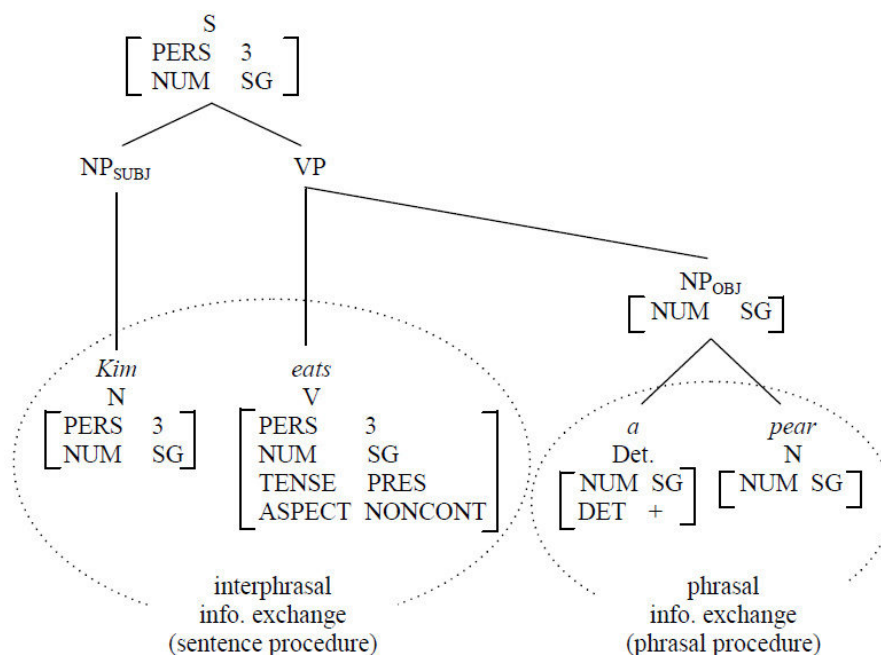 S
PERS 3
NUM SG
NP_SUBJ VP
NP_OBJ
NUM SG
Kim eats
N V
PERS 3 PERS 3
NUM SG NUM SG
TENSE PRES
ASPECT NONCONT
a pear
Det. N
NUM SG NUM SG
DET +
interphrasal
info. exchange
(sentence procedure)
phrasal
info. exchange
(phrasal procedure)